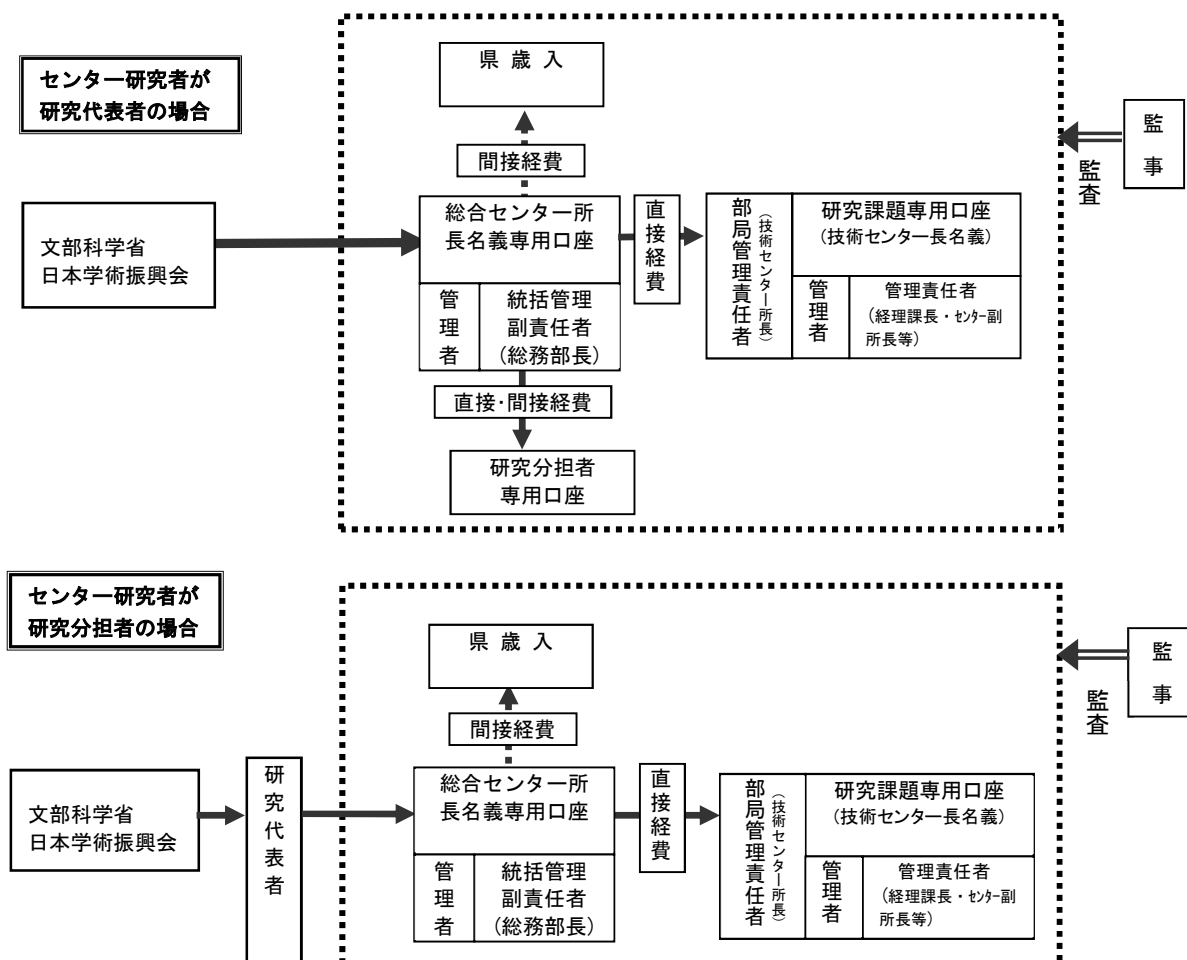 センター研究者が
研究代表者の場合
県 歳 入
監
事
監査
間接経費
文部科学省
日本学術振興会
総合センター所
長名義専用口座
管
理
者
統括管理
副責任者
(総務部長)
直接経費
部局管理責任者
(技術センター所長)
研究課題専用口座
(技術センター長名義)
管理者
管理責任者
(経理課長・ｾﾝﾀｰ副
所長等)
直接･間接経費
研究分担者
専用口座
センター研究者が
研究分担者の場合
県 歳 入
監
事
監査
間接経費
文部科学省
日本学術振興会
研究代表者
総合センター所
長名義専用口座
管
理
者
統括管理
副責任者
(総務部長)
直接経費
部局管理責任者
(技術センター所長)
研究課題専用口座
(技術センター長名義)
管理者
管理責任者
(経理課長・ｾﾝﾀｰ副
所長等)